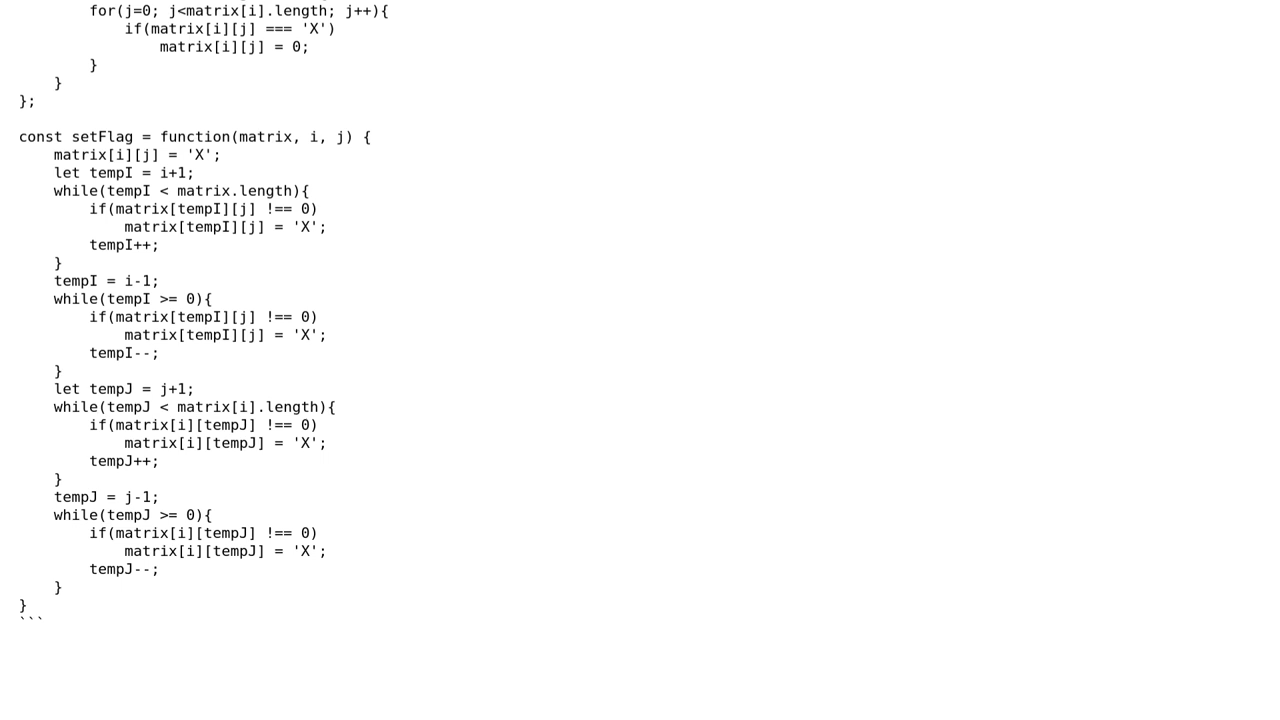 for(j=0; j<matrix[i].length; j++){
            if(matrix[i][j] === 'X')
                matrix[i][j] = 0;
        }
    }
};

const setFlag = function(matrix, i, j) {
    matrix[i][j] = 'X';
    let tempI = i+1;
    while(tempI < matrix.length){
        if(matrix[tempI][j] !== 0)
            matrix[tempI][j] = 'X';
        tempI++;
    }
    tempI = i-1;
    while(tempI >= 0){
        if(matrix[tempI][j] !== 0)
            matrix[tempI][j] = 'X';
        tempI--;
    }
    let tempJ = j+1;
    while(tempJ < matrix[i].length){
        if(matrix[i][tempJ] !== 0)
            matrix[i][tempJ] = 'X';
        tempJ++;
    }
    tempJ = j-1;
    while(tempJ >= 0){
        if(matrix[i][tempJ] !== 0)
            matrix[i][tempJ] = 'X';
        tempJ--;
    }
}
```